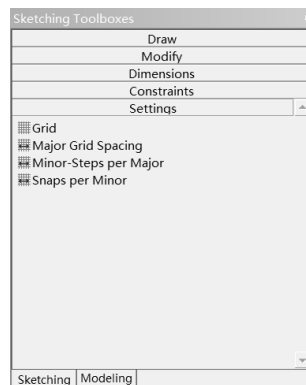 Sketching Toolboxes
Draw
Modify
Dimensions
Constraints
Settings
Grid
Major Grid Spacing
Minor-Steps per Major
Snaps per Minor
Sketching Modeling